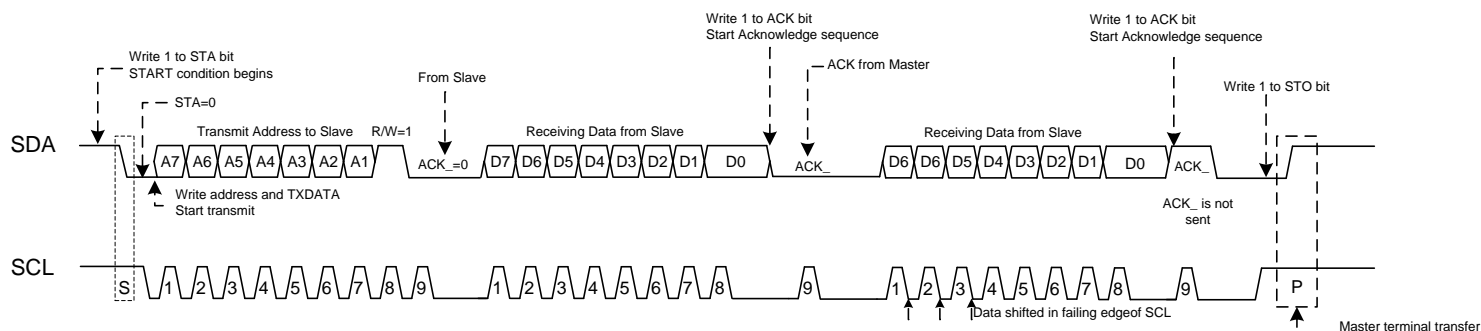 Write 1 to STA bit
START condition begins
STA=0
From Slave
Write 1 to ACK bit
Start Acknowledge sequence
ACK from Master
Write 1 to ACK bit
Start Acknowledge sequence
Write 1 to STO bit
Transmit Address to Slave
R/W=1
Receiving Data from Slave
Receiving Data from Slave
SDA
A7 A6 A5 A4 A3 A2 A1
ACK_=0
D7 D6 D5 D4 D3 D2 D1 D0
ACK_
D6 D6 D5 D4 D3 D2 D1 D0
ACK_
Write address and TXDATA
Start transmit
ACK_ is not
sent
SCL
S
1 2 3 4 5 6 7 8 9
1 2 3 4 5 6 7 8
9
1 2 3 4 5 6 7 8
9
P
Data shifted in failing edgeof SCL
Master terminal transfer